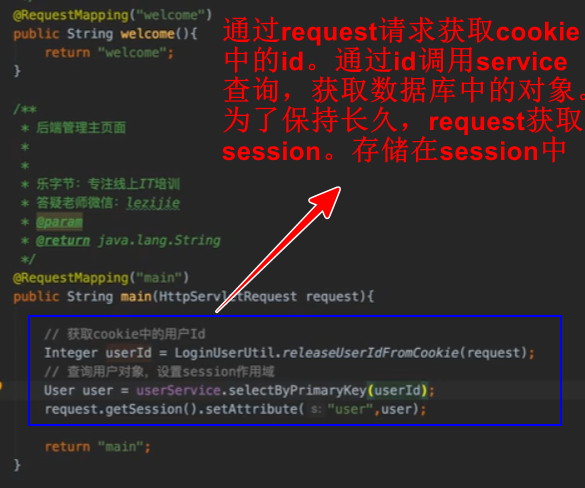 @RequestMapping("welcome")
public String welcome(){
return "welcome";
}
通过request请求获取cookie
中的id。通过id调用service
查询，获取数据库中的对象。
为了保持长久，request获取
session。存储在session中
/**
* 后端管理主页面
*
*
* 乐字节：专注线上IT培训
* 答疑老师微信：lezijie
* @param
* @return java.lang.String
*/
@RequestMapping("main")
public String main(HttpServletRequest request){
// 获取cookie中的用户Id
Integer userId = LoginUserUtil.releaseUserIdFromCookie(request);
// 查询用户对象，设置session作用域
User user = userService.selectByPrimaryKey(userId);
request.getSession().setAttribute( s: "user",user);
return "main";
}